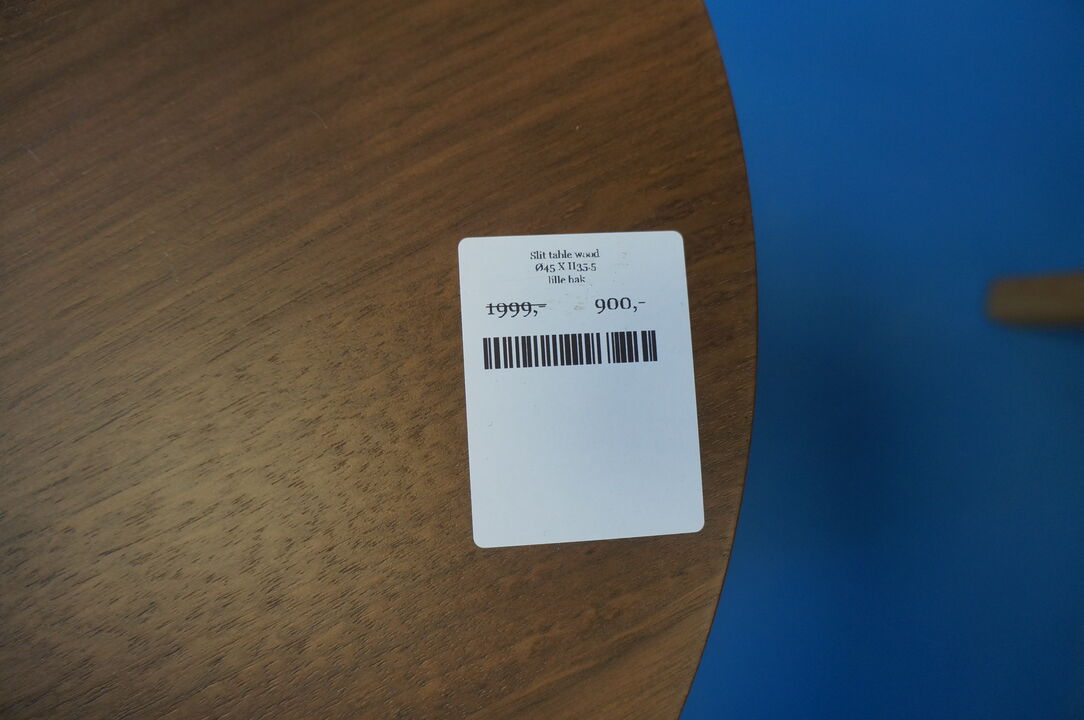 Slit table wood
Ø45 X H35.5
lille bak
1999,- 900,-